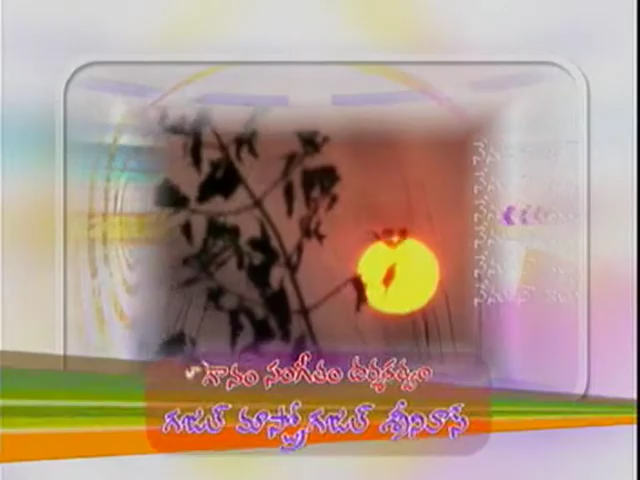 గానం సంగీతం దర్శకత్వం
గజల్ మాస్ట్రో గజల్ శ్రీనివాస్